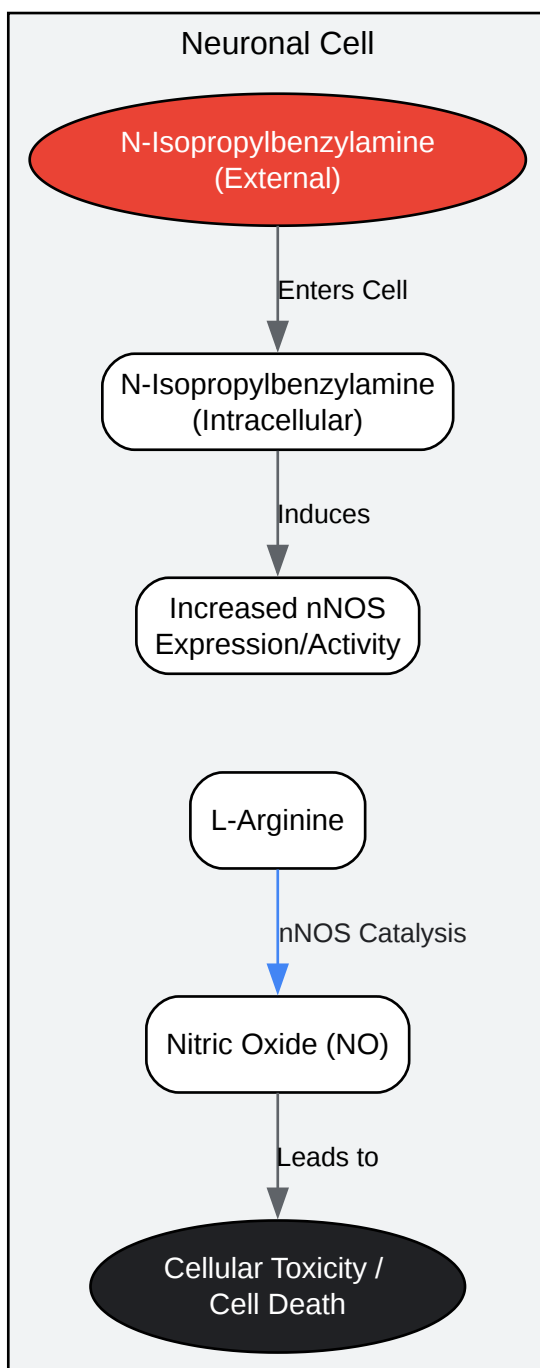 Neuronal Cell
N-Isopropylbenzylamine
(External)
Enters Cell
N-Isopropylbenzylamine
(Intracellular)
Induces
Increased nNOS
Expression/Activity
L-Arginine
nNOS Catalysis
Nitric Oxide (NO)
Leads to
Cellular Toxicity /
Cell Death